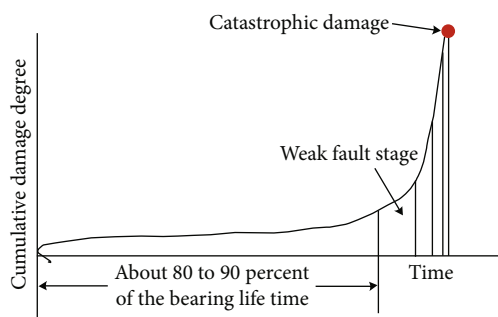 Catastrophic damage
Cumulative damage degree
Weak fault stage
About 80 to 90 percent
of the bearing life time
Time